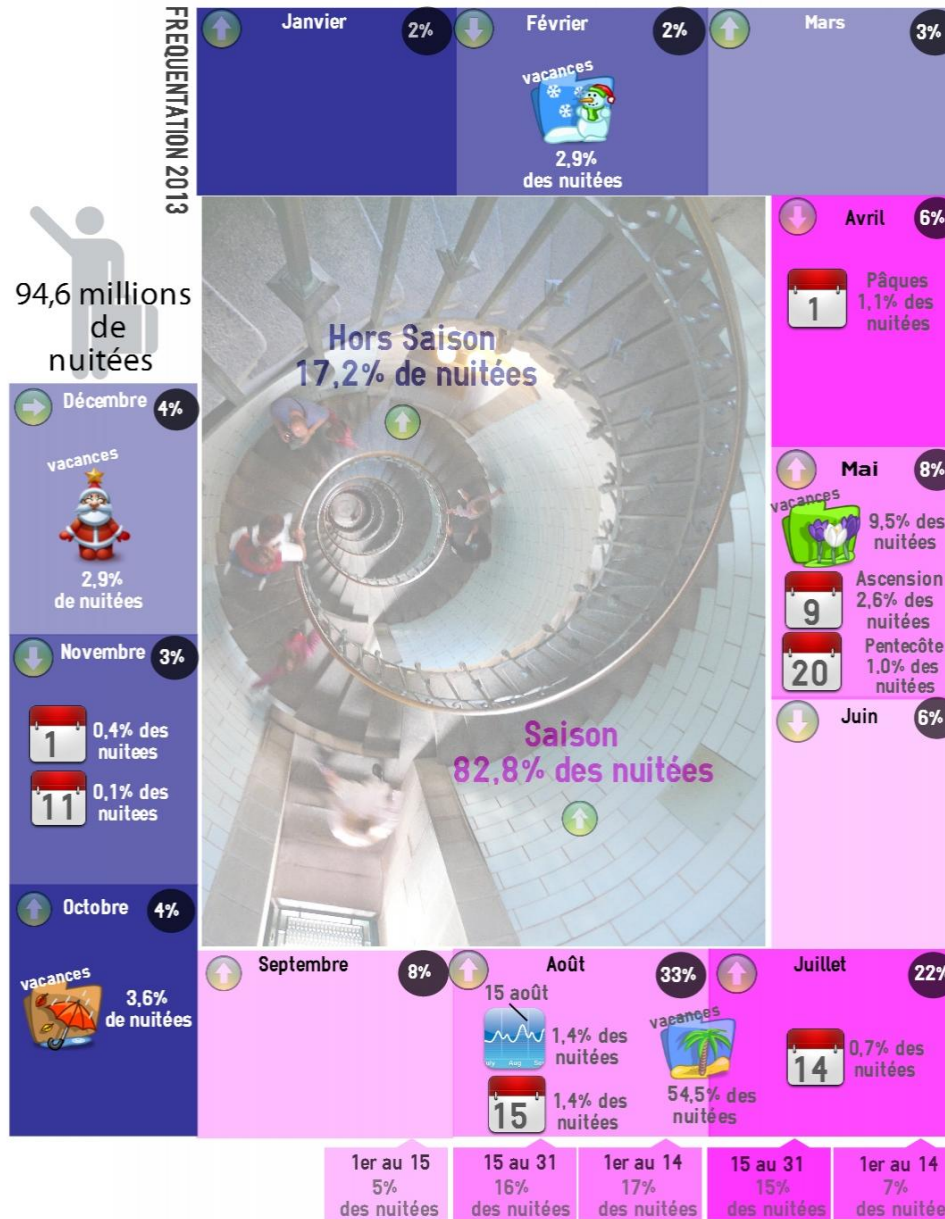 FREQUENTATION 2013
Janvier
2%
Février
2%
vacances
2,9%
des nuitées
Mars
3%
94,6 millions
de
nuitées
Avril
6%
1
Pâques
1,1% des
nuitées
Hors Saison
17,2% de nuitées
Mai
8%
vacances
9,5% des
nuitées
9
Ascension
2,6% des
nuitées
20
Pentecôte
1,0% des
nuitées
Juin
6%
Saison
82,8% des nuitées
Décembre
4%
vacances
2,9%
de nuitées
Novembre
3%
1
0,4% des
nuitees
11
0,1% des
nuitees
Octobre
4%
vacances
3,6%
de nuitées
Septembre
8%
Août
33%
15 août
Aug
1,4% des
nuitées
15
1,4% des
nuitées
vacances
54,5% des
nuitées
Juillet
22%
14
0,7% des
nuitées
1er au 15
5%
des nuitées
15 au 31
16%
des nuitées
1er au 14
17%
des nuitées
15 au 31
15%
des nuitées
1er au 14
7%
des nuitée